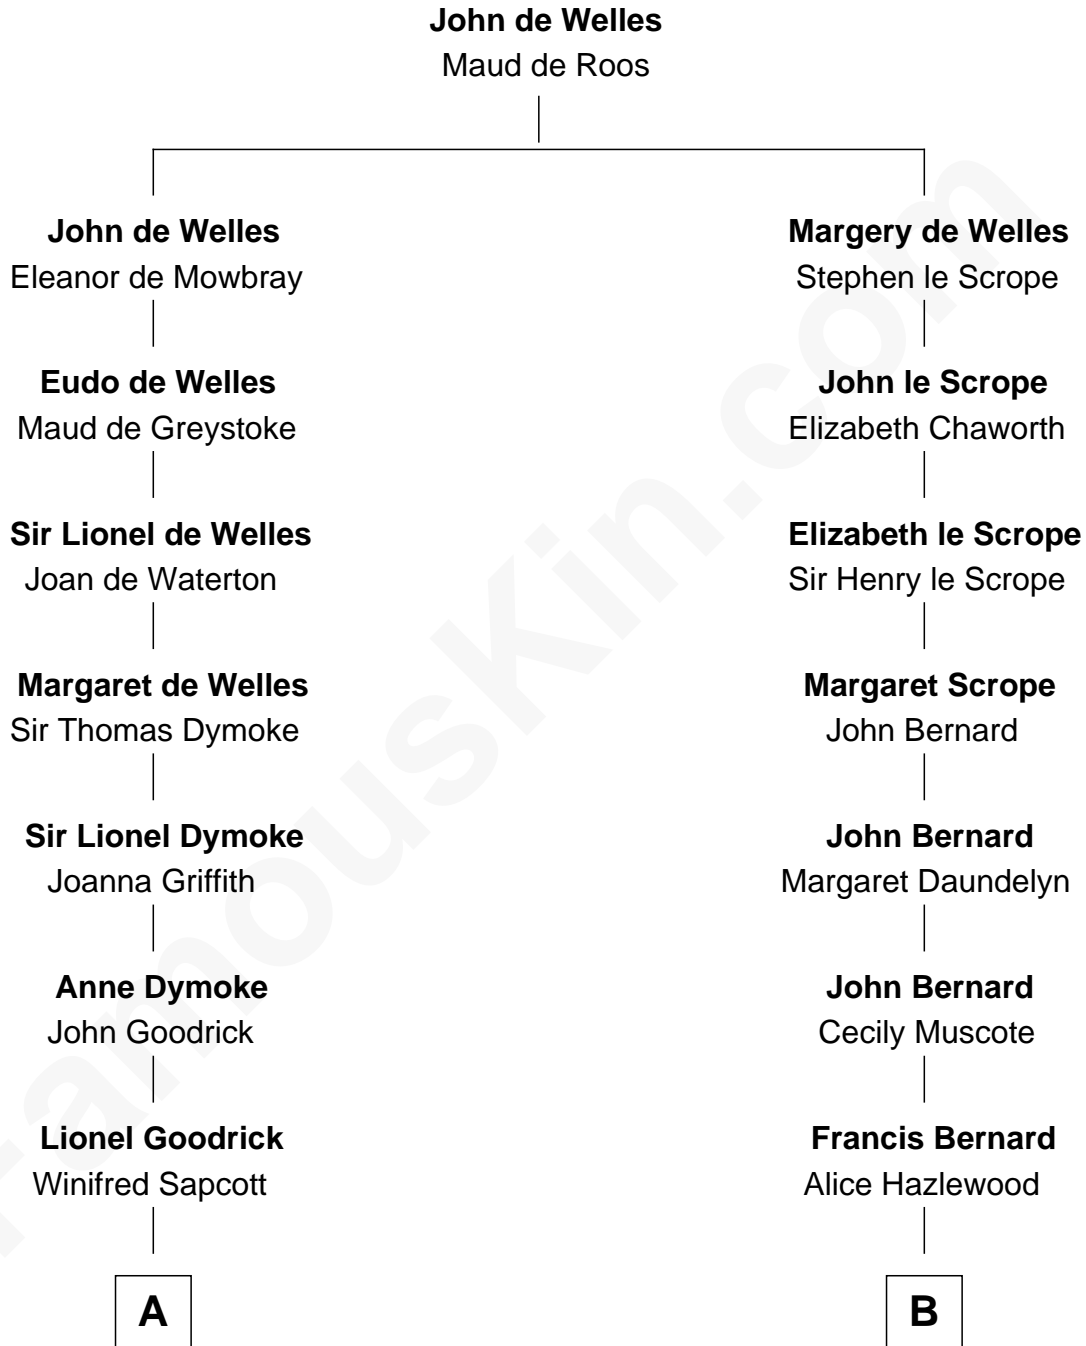 John de Welles
Maud de Roos
John de Welles
Eleanor de Mowbray
Margery de Welles
Stephen le Scrope
Eudo de Welles
Maud de Greystoke
John le Scrope
Elizabeth Chaworth
Sir Lionel de Welles
Joan de Waterton
Elizabeth le Scrope
Sir Henry le Scrope
Margaret de Welles
Sir Thomas Dymoke
Margaret Scrope
John Bernard
Sir Lionel Dymoke
Joanna Griffith
John Bernard
Margaret Daundelyn
Anne Dymoke
John Goodrick
John Bernard
Cecily Muscote
Lionel Goodrick
Winifred Sapcott
Francis Bernard
Alice Hazlewood
A
B
FamousKin.com